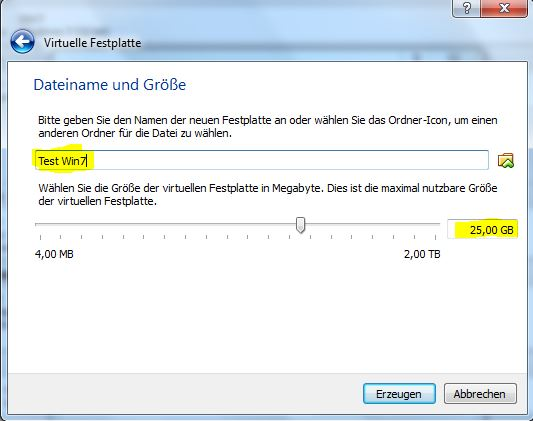 Virtuelle Festplatte
Dateiname und Größe
Bitte geben Sie den Namen der neuen Festplatte an oder wählen Sie das Ordner-Icon, um einen
anderen Ordner für die Datei zu wählen.
Test Win7
Wählen Sie die Größe der virtuellen Festplatte in Megabyte. Dies ist die maximal nutzbare Größe
der virtuellen Festplatte.
25,00 GB
4,00 MB 2,00 TB
Erzeugen Abbrechen